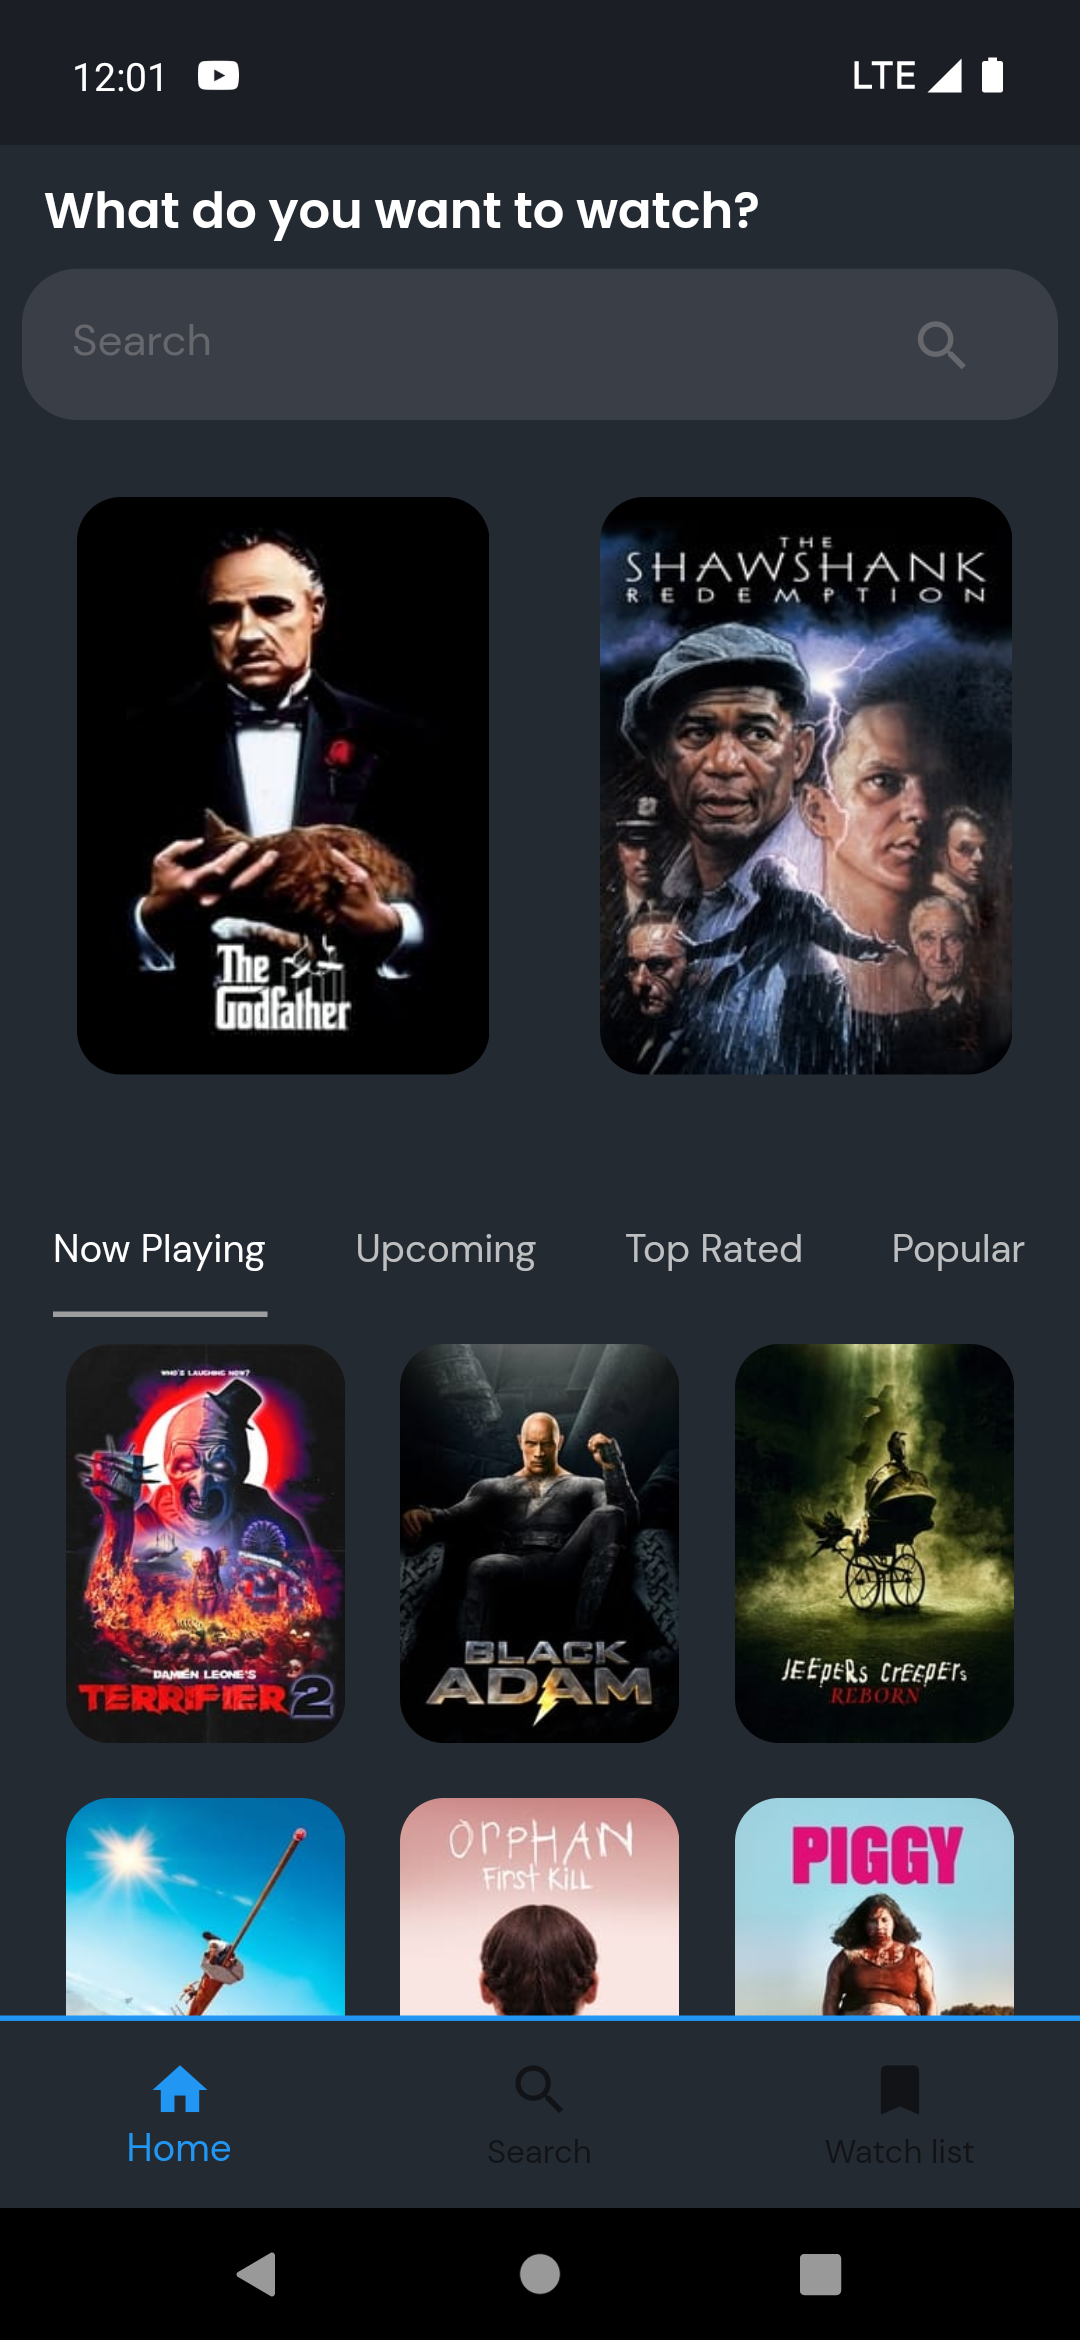 12:01
LTE
What do you want to watch?
Search
The
Godfather
THE
SHAWSHANK
REDEMPTION
Now Playing
Upcoming
Top Rated
Popular
WHO'S LAUGHING NOW?
DAMIEN LEONE'S
TERRIFIER 2
BLACK
ADAM
JEEPERS CREEPERS
REBORN
ORPHAN
FIRST KILL
PIGGY
Home
Search
Watch list